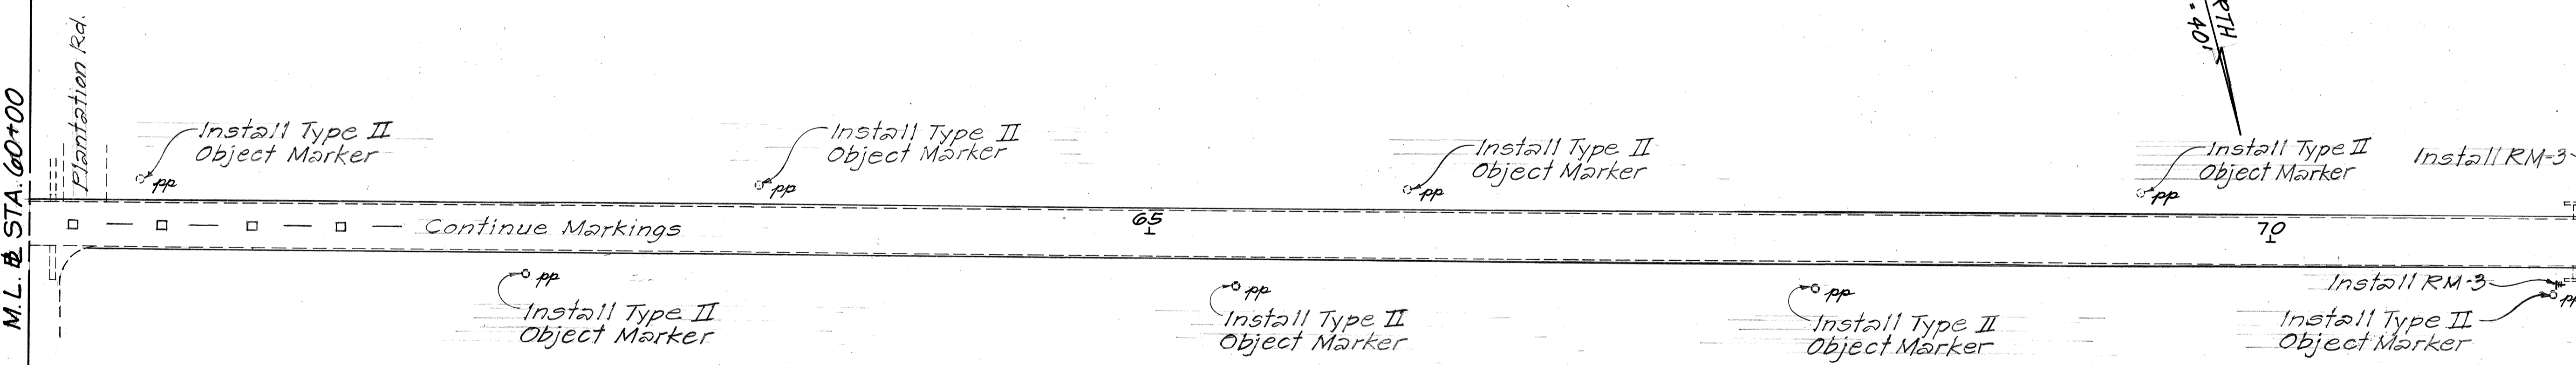 M.L. STA. 60+00
Plantation Rd.
Install Type II
Object Marker
pp
Install Type II
Object Marker
pp
Install Type II
Object Marker
pp
Install Type II
Object Marker
pp
Install RM-3
RTH
40'
Continue Markings
65
70
pp
Install Type II
Object Marker
pp
Install Type II
Object Marker
pp
Install Type II
Object Marker
Install RM-3
Install Type II
Object Marker